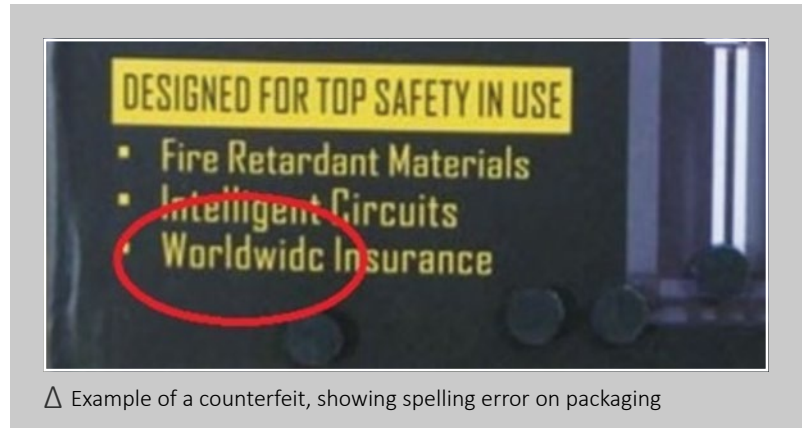 DESIGNED FOR TOP SAFETY IN USE
▪ Fire Retardant Materials
▪ Intelligent Circuits
▪ Worldwidc Insurance
Δ Example of a counterfeit, showing spelling error on packaging